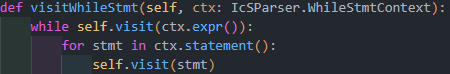 def visitWhileStmt(self, ctx: IcSParser.WhileStmtContext):
    while self.visit(ctx.expr()):
        for stmt in ctx.statement():
            self.visit(stmt)